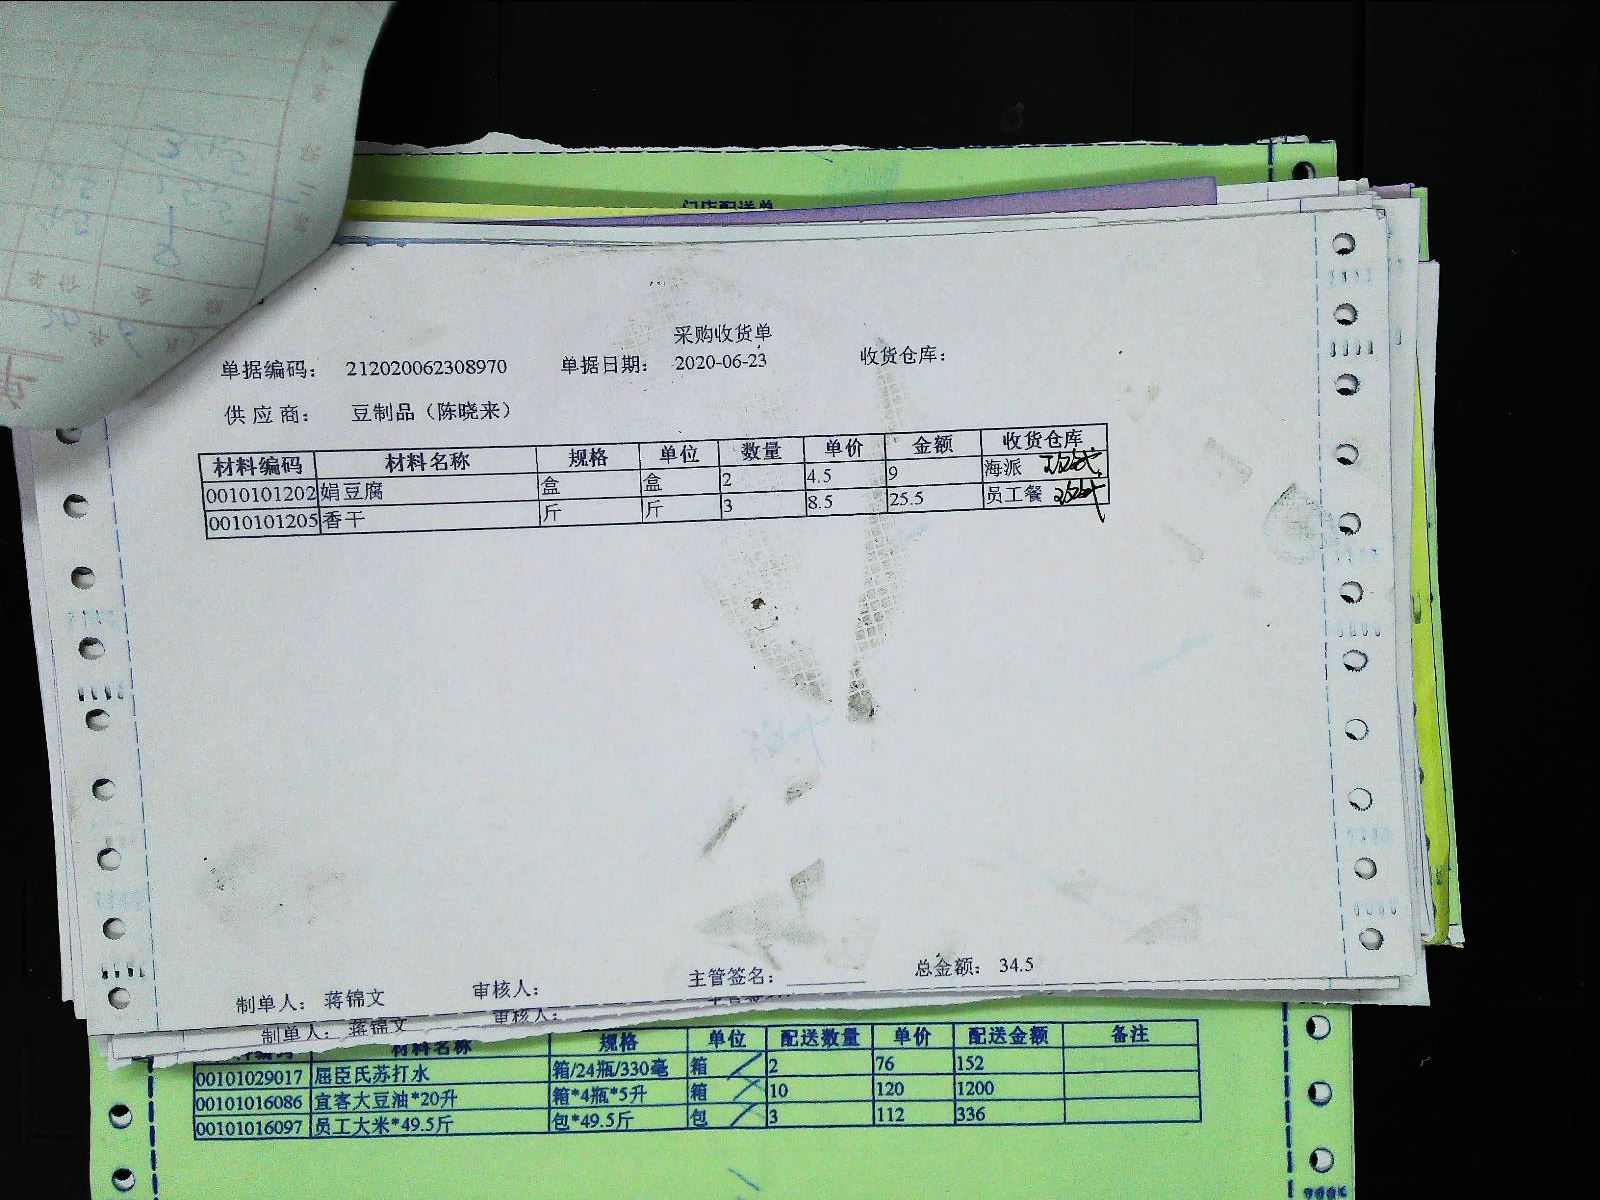 门店配送单
采购收货单
单据编码： 212020062308970 单据日期： 2020-06-23 收货仓库：
供应商： 豆制品（陈晓来）
材料编码 材料名称 规格 单位 数量 单价 金额 收货仓库
0010101202 娟豆腐 盒 盒 2 4.5 9 海派
0010101205 香干 斤 斤 3 8.5 25.5 员工餐
制单人： 蒋锦文 审核人： 主管签名： 总金额： 34.5
制单人： 蒋锦文 审核人：
材料名称 规格 单位 配送数量 单价 配送金额 备注
00101029017 屈臣氏苏打水 箱/24瓶/330毫 箱 2 76 152
00101016086 宜客大豆油*20升 箱*4瓶*5升 箱 10 120 1200
00101016097 员工大米*49.5斤 包*49.5斤 包 3 112 336